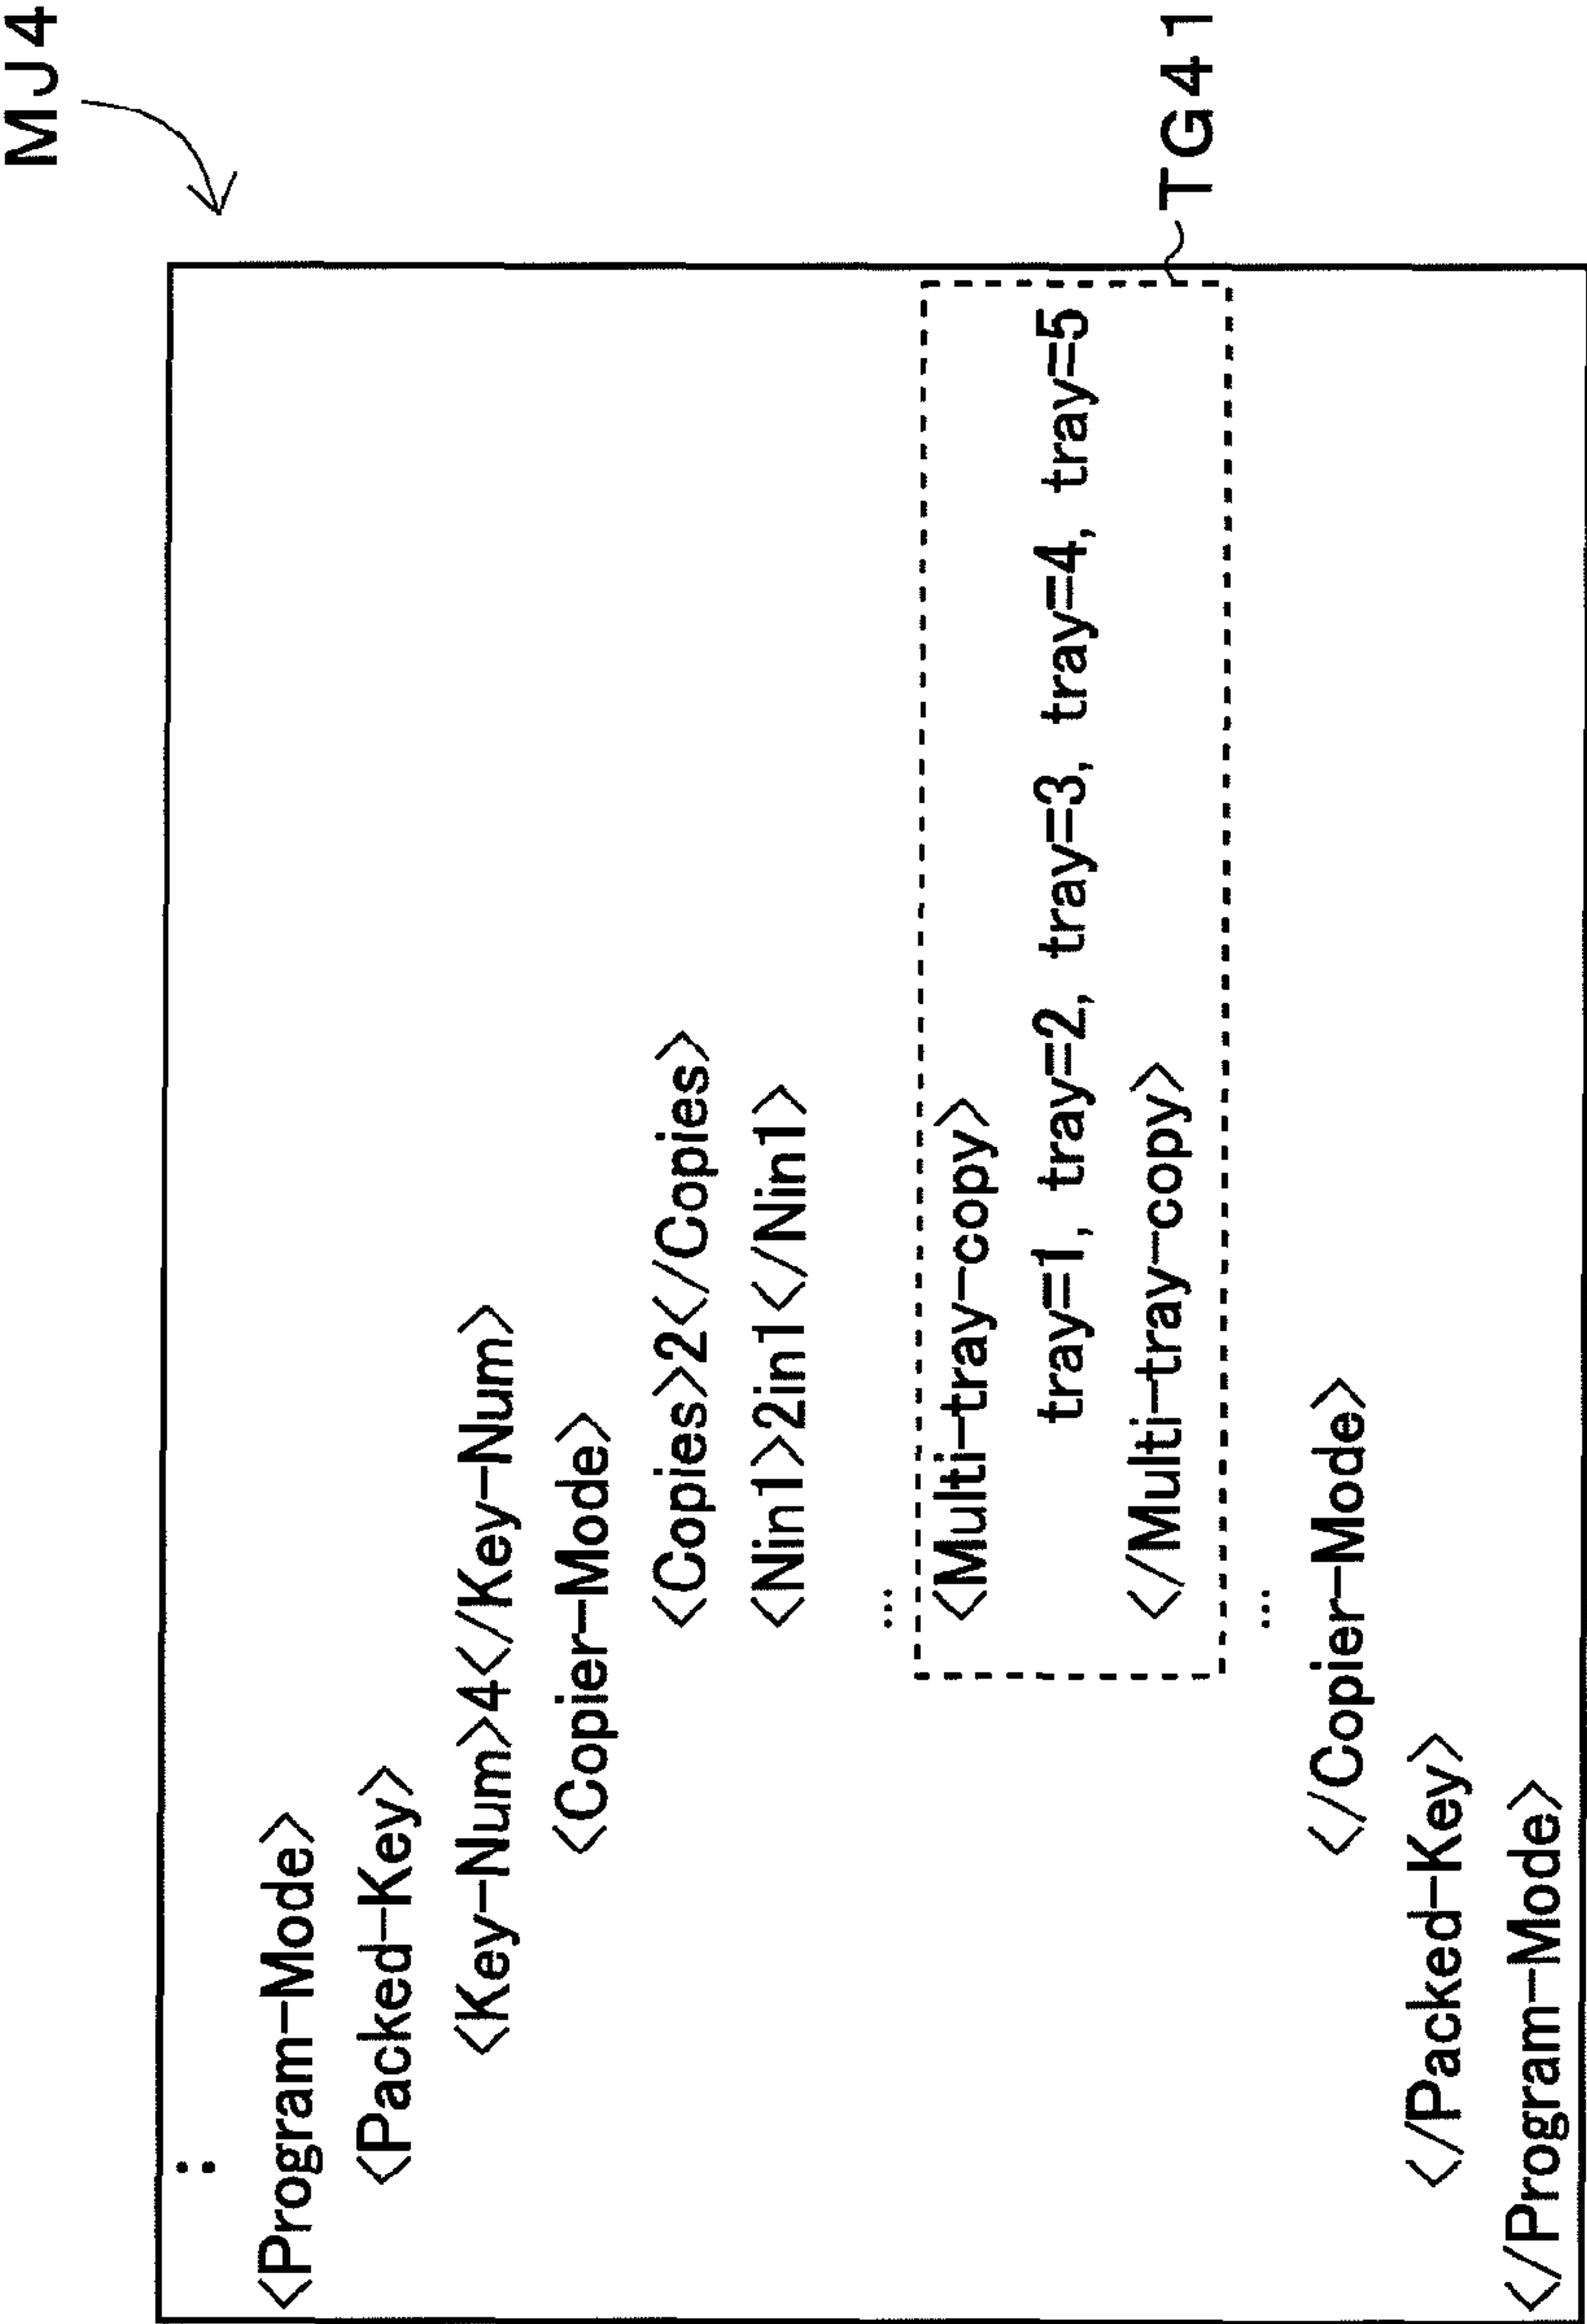 MJ4
:
<Program-Mode>
<Packed-Key>
<Key-Num>4</Key-Num>
<Copier-Mode>
<Copies>2</Copies>
<Nin1>2in1</Nin1>
...
<Multi-tray-copy>
tray=1, tray=2, tray=3, tray=4, tray=5
</Multi-tray-copy>
TG41
...
</Copier-Mode>
</Packed-Key>
</Program-Mode>